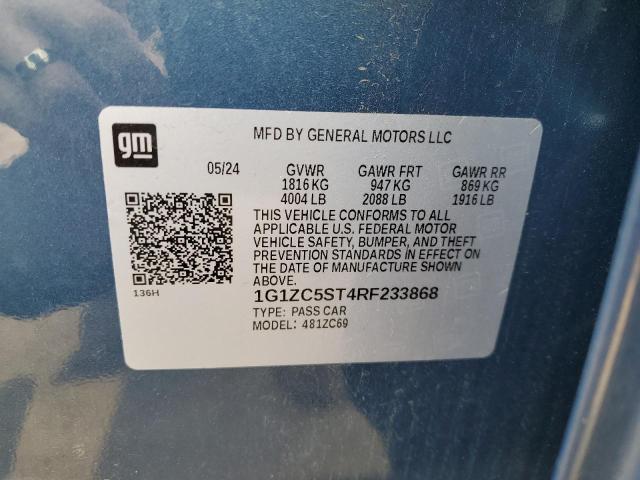 gm
MFD BY GENERAL MOTORS LLC
05/24 GVWR GAWR FRT GAWR RR
1816 KG 947 KG 869 KG
4004 LB 2088 LB 1916 LB
THIS VEHICLE CONFORMS TO ALL
APPLICABLE U.S. FEDERAL MOTOR
VEHICLE SAFETY, BUMPER, AND THEFT
PREVENTION STANDARDS IN EFFECT ON
THE DATE OF MANUFACTURE SHOWN
ABOVE.
136H
1G1ZC5ST4RF233868
TYPE: PASS CAR
MODEL: 481ZC69